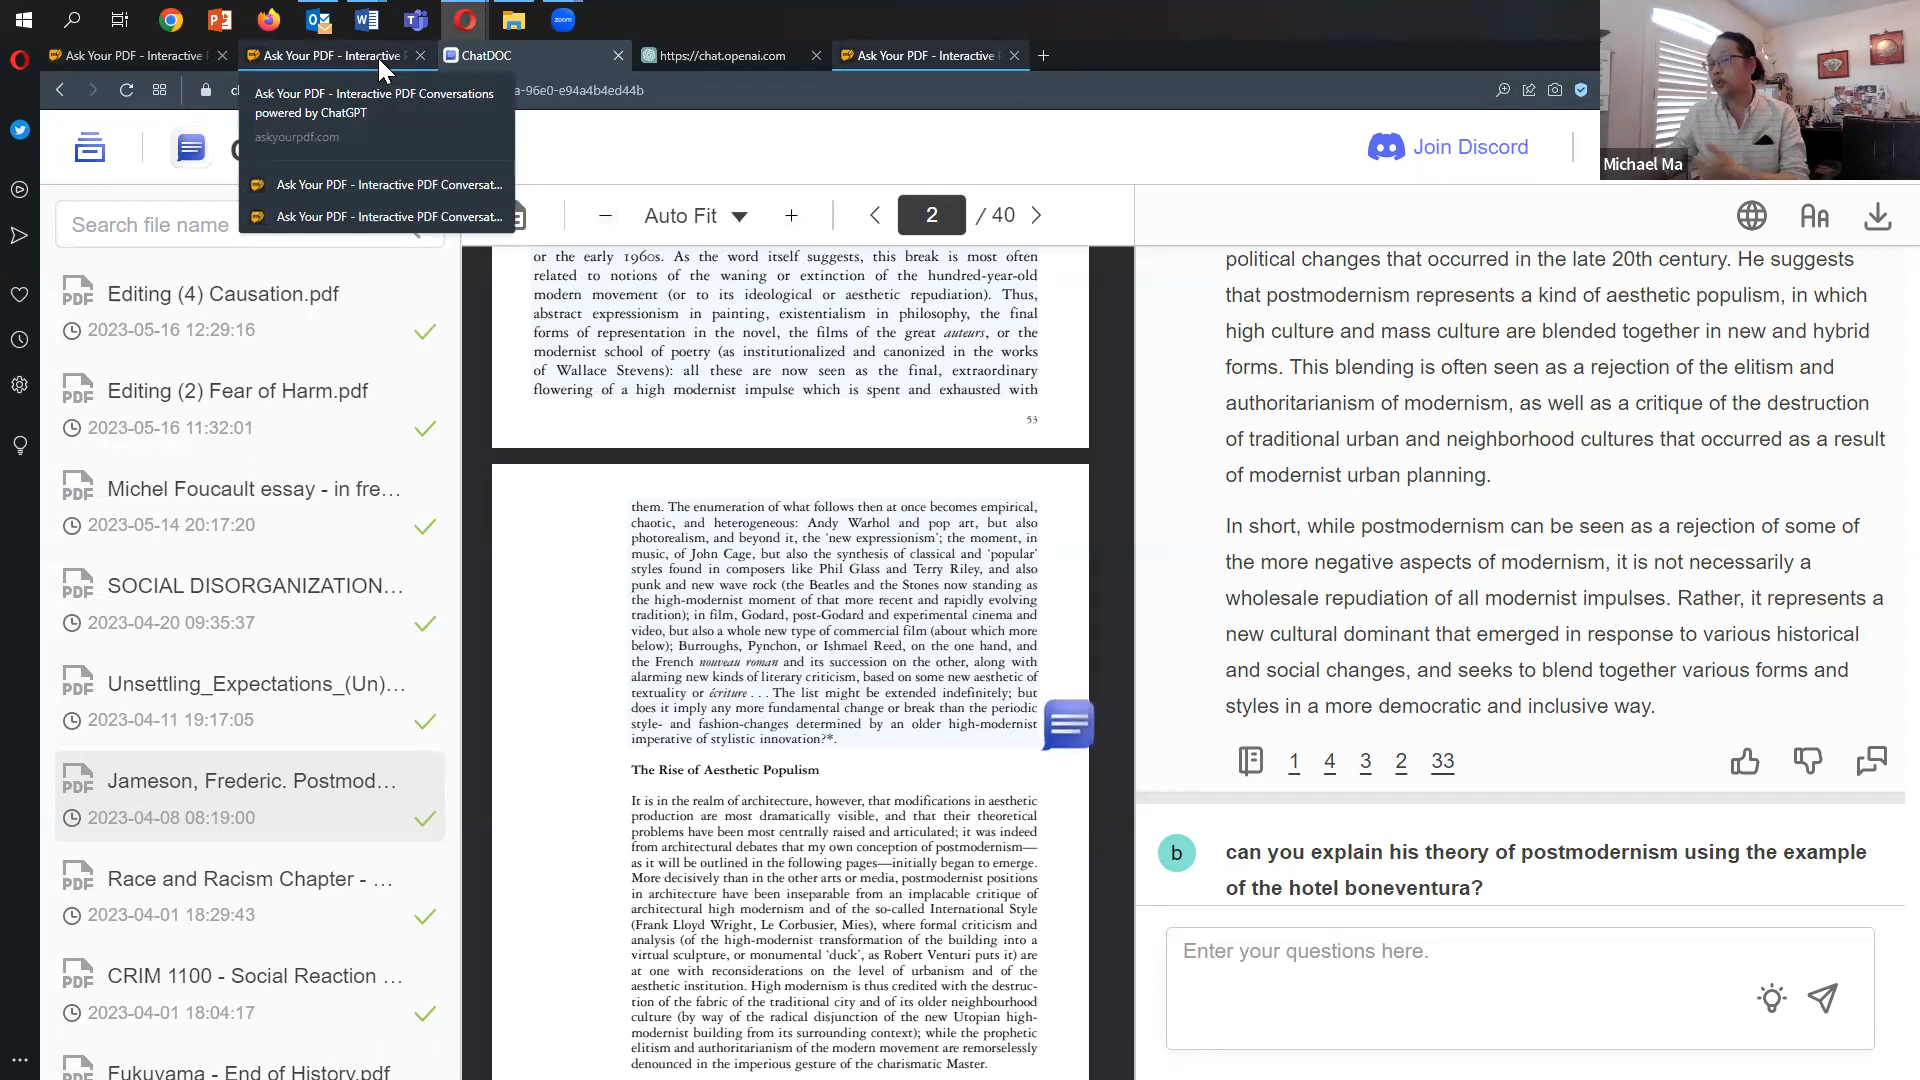 Ask Your PDF - Interactive
Ask Your PDF - Interactive
ChatDOC
https://chat.openai.com
Ask Your PDF - Interactive
a-96e0-e94a4b4ed44b
Ask Your PDF - Interactive PDF Conversations
powered by ChatGPT
askyourpdf.com
Ask Your PDF - Interactive PDF Conversat...
Ask Your PDF - Interactive PDF Conversat...
Join Discord
Michael Ma
Search file name
Auto Fit
2 / 40
Editing (4) Causation.pdf
2023-05-16 12:29:16
Editing (2) Fear of Harm.pdf
2023-05-16 11:32:01
Michel Foucault essay - in fre...
2023-05-14 20:17:20
SOCIAL DISORGANIZATION...
2023-04-20 09:35:37
Unsettling_Expectations_(Un)...
2023-04-11 19:17:05
Jameson, Frederic. Postmod...
2023-04-08 08:19:00
Race and Racism Chapter - ...
2023-04-01 18:29:43
CRIM 1100 - Social Reaction ...
2023-04-01 18:04:17
Fukuyama - End of History.pdf
or the early 1960s. As the word itself suggests, this break is most often
related to notions of the waning or extinction of the hundred-year-old
modern movement (or to its ideological or aesthetic repudiation). Thus,
abstract expressionism in painting, existentialism in philosophy, the final
forms of representation in the novel, the films of the great auteurs, or the
modernist school of poetry (as institutionalized and canonized in the works
of Wallace Stevens): all these are now seen as the final, extraordinary
flowering of a high modernist impulse which is spent and exhausted with
53
them. The enumeration of what follows then at once becomes empirical,
chaotic, and heterogeneous: Andy Warhol and pop art, but also
photorealism, and beyond it, the ‘new expressionism’; the moment, in
music, of John Cage, but also the synthesis of classical and ‘popular’
styles found in composers like Phil Glass and Terry Riley, and also
punk and new wave rock (the Beatles and the Stones now standing as
the high-modernist moment of that more recent and rapidly evolving
tradition); in film, Godard, post-Godard and experimental cinema and
video, but also a whole new type of commercial film (about which more
below); Burroughs, Pynchon, or Ishmael Reed, on the one hand, and
the French nouveau roman and its succession on the other, along with
alarming new kinds of literary criticism, based on some new aesthetic of
textuality or écriture . . . The list might be extended indefinitely; but
does it imply any more fundamental change or break than the periodic
style- and fashion-changes determined by an older high-modernist
imperative of stylistic innovation?*.
The Rise of Aesthetic Populism
It is in the realm of architecture, however, that modifications in aesthetic
production are most dramatically visible, and that their theoretical
problems have been most centrally raised and articulated; it was indeed
from architectural debates that my own conception of postmodernism—
as it will be outlined in the following pages—initially began to emerge.
More decisively than in the other arts or media, postmodernist positions
in architecture have been inseparable from an implacable critique of
architectural high modernism and of the so-called International Style
(Frank Lloyd Wright, Le Corbusier, Mies), where formal criticism and
analysis (of the high-modernist transformation of the building into a
virtual sculpture, or monumental ‘duck’, as Robert Venturi puts it) are
at one with reconsiderations on the level of urbanism and of the
aesthetic institution. High modernism is thus credited with the destruc-
tion of the fabric of the traditional city and of its older neighbourhood
culture (by way of the radical disjunction of the new Utopian high-
modernist building from its surrounding context); while the prophetic
elitism and authoritarianism of the modern movement are remorselessly
denounced in the imperious gesture of the charismatic Master.
political changes that occurred in the late 20th century. He suggests
that postmodernism represents a kind of aesthetic populism, in which
high culture and mass culture are blended together in new and hybrid
forms. This blending is often seen as a rejection of the elitism and
authoritarianism of modernism, as well as a critique of the destruction
of traditional urban and neighborhood cultures that occurred as a result
of modernist urban planning.
In short, while postmodernism can be seen as a rejection of some of
the more negative aspects of modernism, it is not necessarily a
wholesale repudiation of all modernist impulses. Rather, it represents a
new cultural dominant that emerged in response to various historical
and social changes, and seeks to blend together various forms and
styles in a more democratic and inclusive way.
1 4 3 2 33
b
can you explain his theory of postmodernism using the example
of the hotel boneventura?
Enter your questions here.